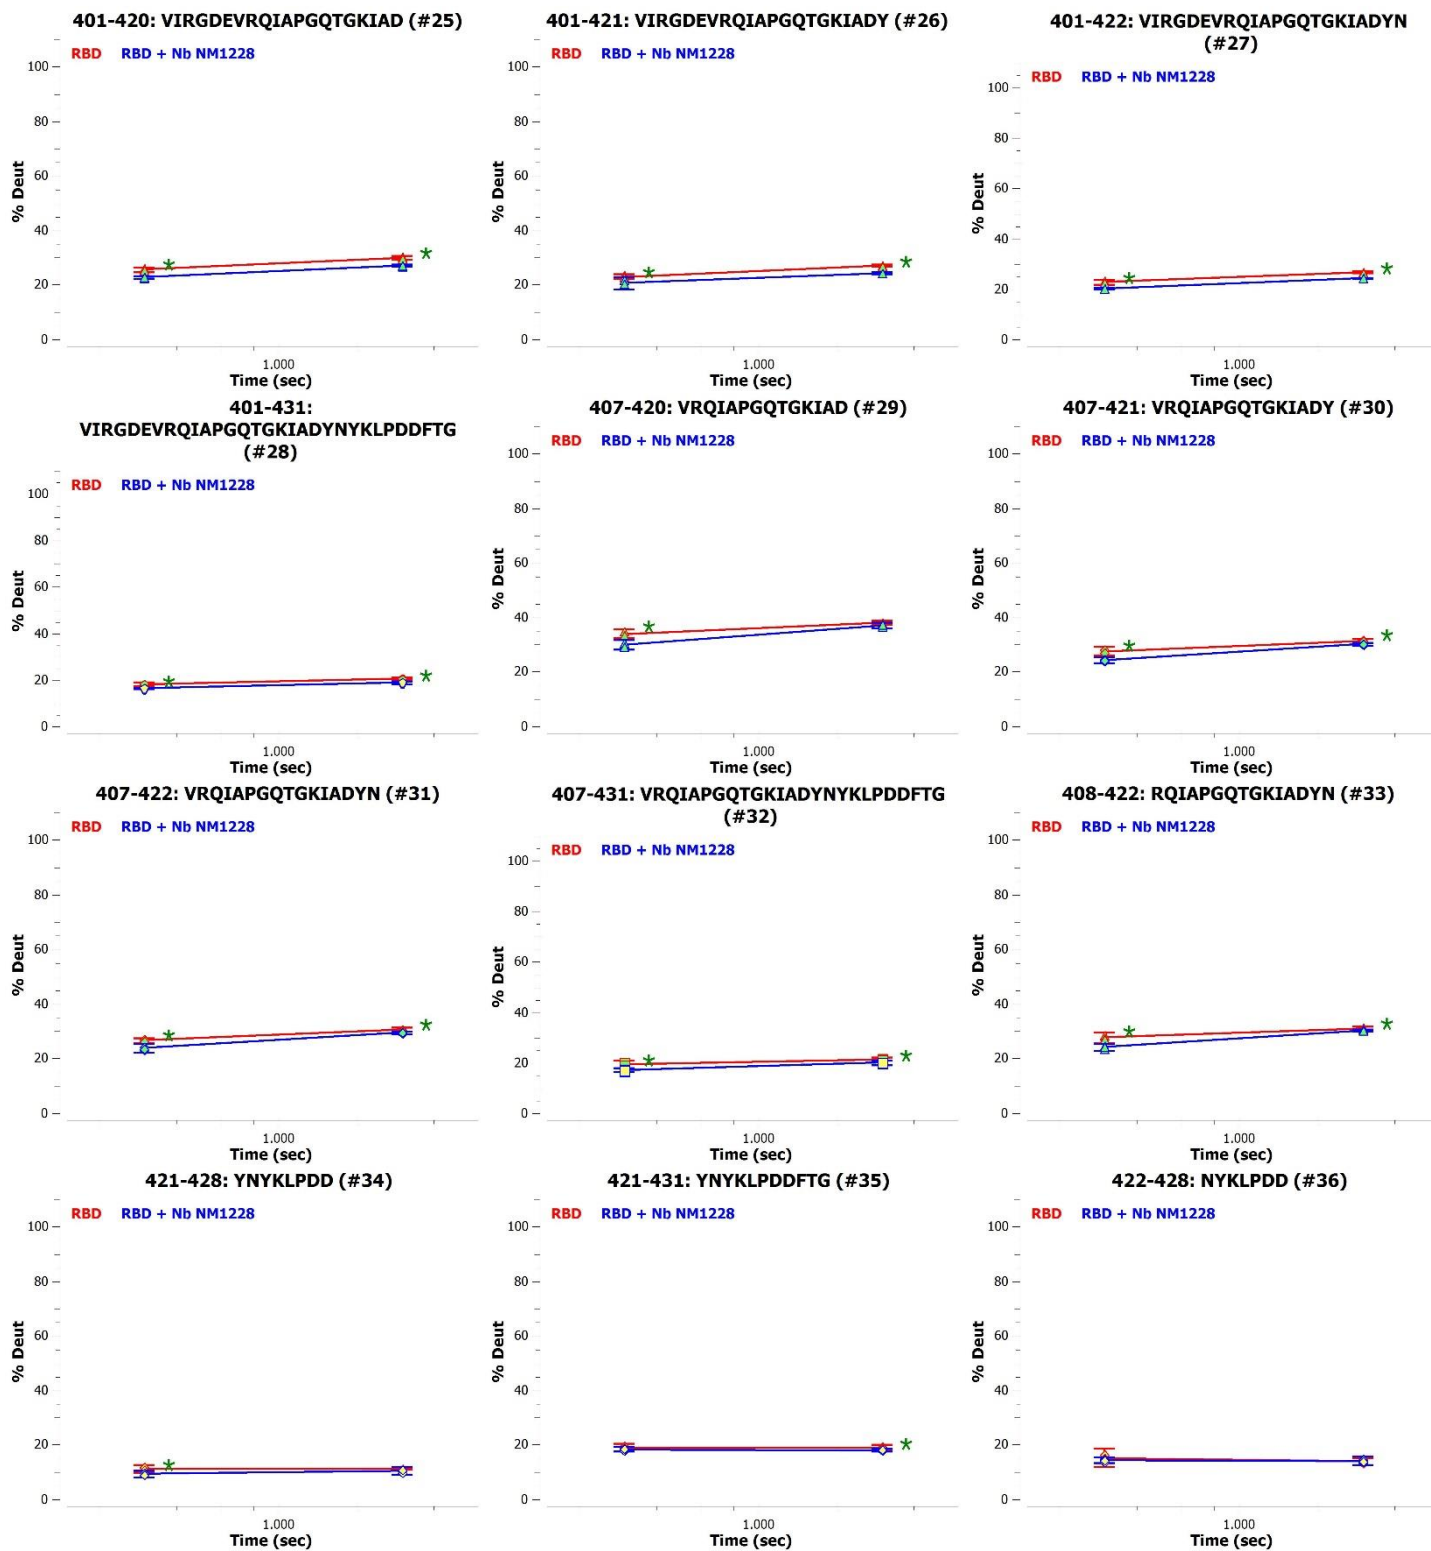 401-420: VIRGDEVRQIAPGQTGKIAD (#25)
RBD RBD + Nb NM1228
100
80
60
40
20
0
% Deut
1.000
Time (sec)
401-421: VIRGDEVRQIAPGQTGKIADY (#26)
RBD RBD + Nb NM1228
100
80
60
40
20
0
% Deut
1.000
Time (sec)
401-422: VIRGDEVRQIAPGQTGKIADYN
(#27)
RBD RBD + Nb NM1228
100
80
60
40
20
0
% Deut
1.000
Time (sec)
401-431:
VIRGDEVRQIAPGQTGKIADYNYKLPDDFTG
(#28)
RBD RBD + Nb NM1228
100
80
60
40
20
0
% Deut
1.000
Time (sec)
407-420: VRQIAPGQTGKIAD (#29)
RBD RBD + Nb NM1228
100
80
60
40
20
0
% Deut
1.000
Time (sec)
407-421: VRQIAPGQTGKIADY (#30)
RBD RBD + Nb NM1228
100
80
60
40
20
0
% Deut
1.000
Time (sec)
407-422: VRQIAPGQTGKIADYN (#31)
RBD RBD + Nb NM1228
100
80
60
40
20
0
% Deut
1.000
Time (sec)
407-431: VRQIAPGQTGKIADYNYKLPDDFTG
(#32)
RBD RBD + Nb NM1228
100
80
60
40
20
0
% Deut
1.000
Time (sec)
408-422: RQIAPGQTGKIADYN (#33)
RBD RBD + Nb NM1228
100
80
60
40
20
0
% Deut
1.000
Time (sec)
421-428: YNYKLPDD (#34)
RBD RBD + Nb NM1228
100
80
60
40
20
0
% Deut
1.000
Time (sec)
421-431: YNYKLPDDFTG (#35)
RBD RBD + Nb NM1228
100
80
60
40
20
0
% Deut
1.000
Time (sec)
422-428: NYKLPDD (#36)
RBD RBD + Nb NM1228
100
80
60
40
20
0
% Deut
1.000
Time (sec)